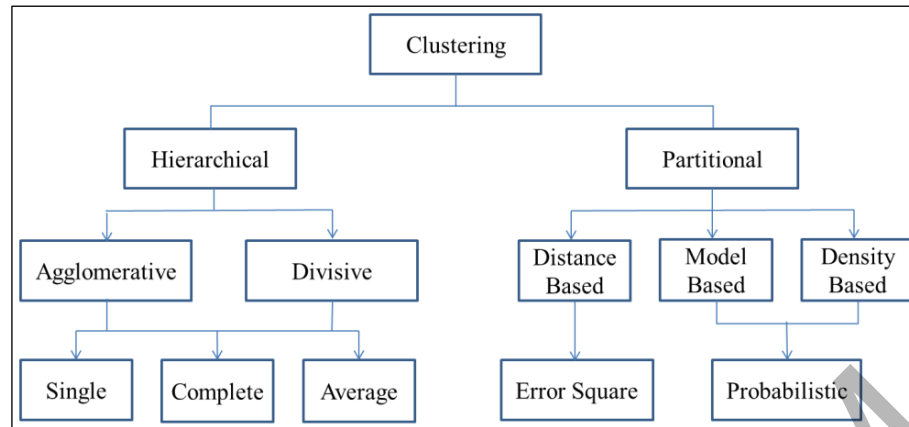 Clustering
Hierarchical
Partitional
Agglomerative
Divisive
Distance
Based
Model
Based
Density
Based
Single
Complete
Average
Error Square
Probabilistic